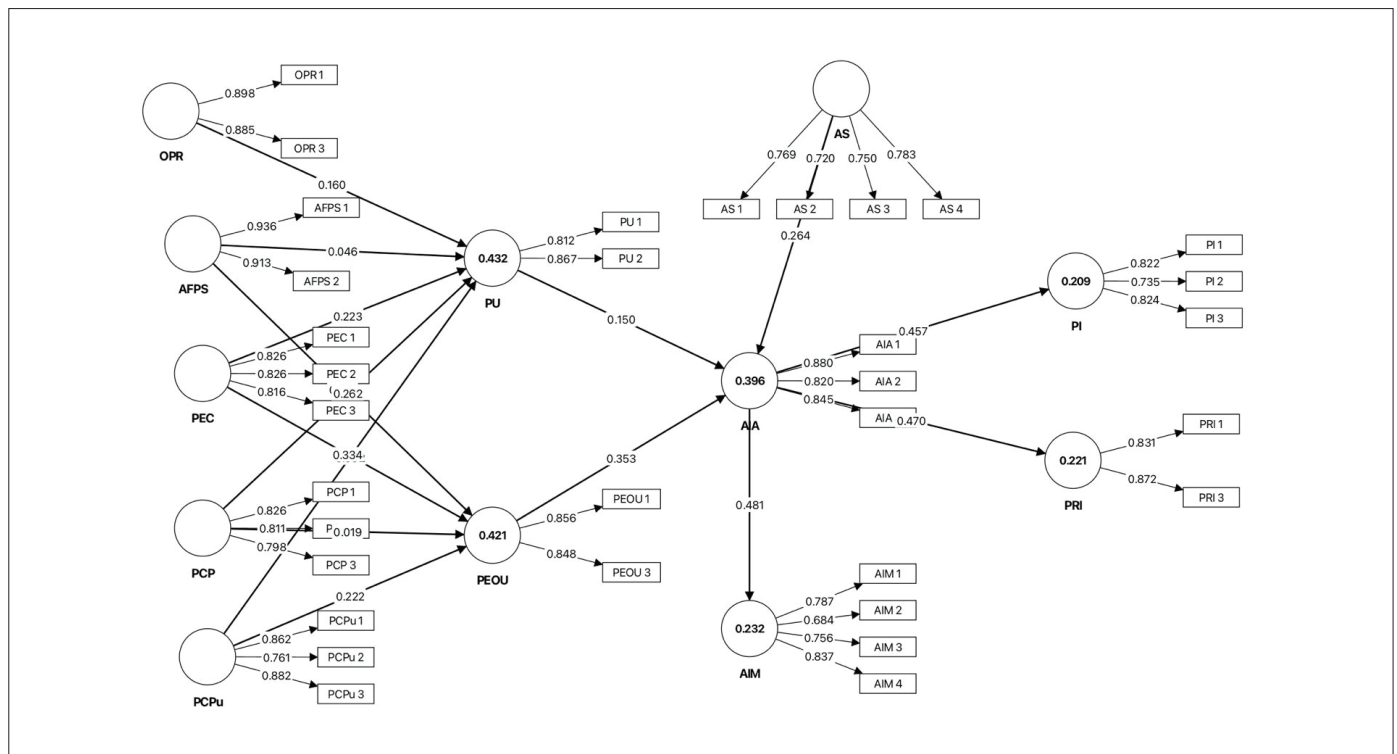 OPR 1
0.898
OPR
0.885
OPR 3
0.160
AFPS 1
0.936
AFPS
0.046
0.913
AFPS 2
0.432
PU
0.812
PU 1
0.867
PU 2
0.223
PEC 1
0.826
PEC
0.826
PEC 2
0.262
0.816
PEC 3
0.334
PCP 1
0.826
PCP
0.811
0.019
0.798
PCP 3
0.421
PEOU
0.856
PEOU 1
0.848
PEOU 3
0.222
PCPu 1
0.862
PCPu
0.761
PCPu 2
0.882
PCPu 3
AS
0.769
0.720
0.750
0.783
AS 1
AS 2
AS 3
AS 4
0.264
0.150
0.353
0.396
AIA
0.880
AIA 1
0.820
AIA 2
0.845
AIA
0.457
0.470
0.481
0.209
PI
0.822
PI 1
0.735
PI 2
0.824
PI 3
0.221
PRI
0.831
PRI 1
0.872
PRI 3
0.232
AIM
0.787
AIM 1
0.684
AIM 2
0.756
AIM 3
0.837
AIM 4